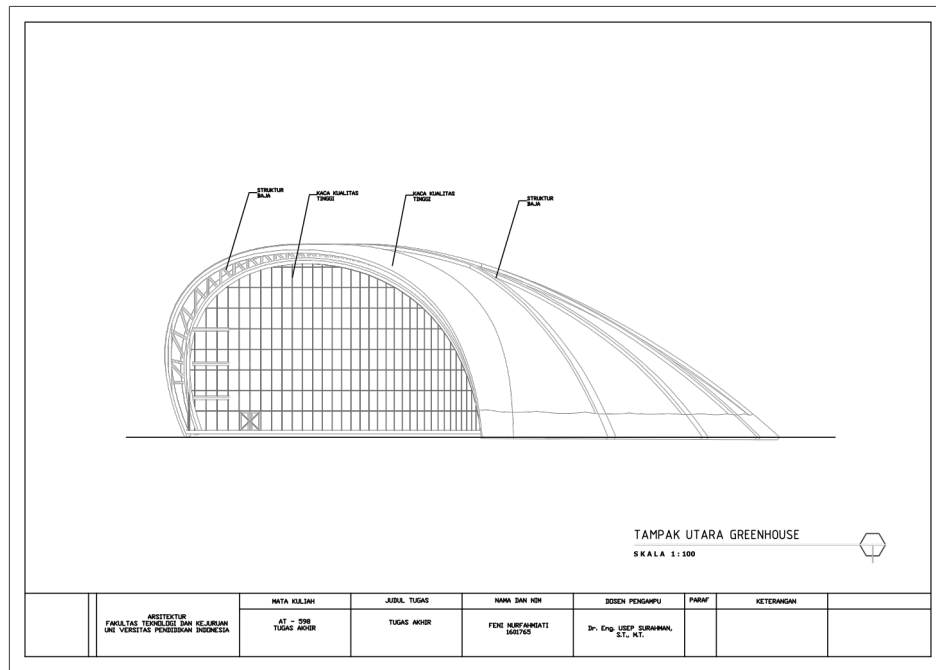 STRUKTUR
BAJA
KACA KUALITAS
TINGGI
KACA KUALITAS
TINGGI
STRUKTUR
BAJA
TAMPAK UTARA GREENHOUSE
SKALA 1:100
ARSITEKTUR
FAKULTAS TEKNOLOGI DAN KEJURUAN
UNI VERSITAS PENDIDIKAN INDONESIA
MATA KULIAH
AT - 598
TUGAS AKHIR
JUDUL TUGAS
TUGAS AKHIR
NAMA DAN NIM
FENI NURFAHMIATI
1601765
DOSEN PENGAMPU
Dr. Eng. USEP SURAHMAN,
S.T., M.T.
PARAF
KETERANGAN